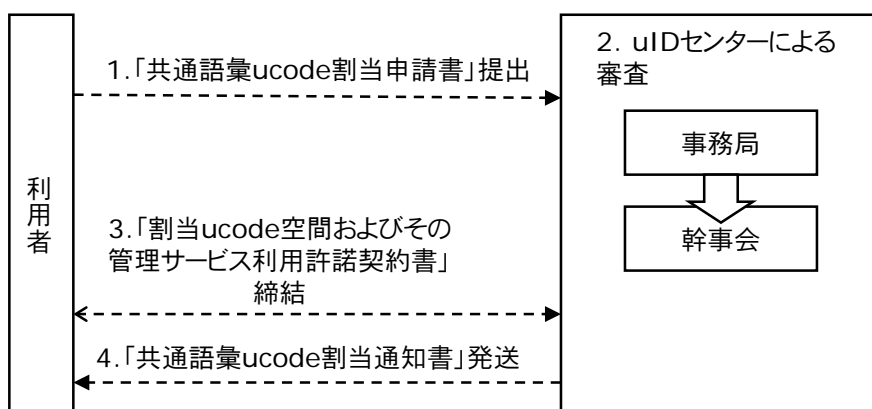 利用者
1.「共通語彙ucode割当申請書」提出
2. uIDセンターによる
審査
事務局
幹事会
3.「割当ucode空間およびその
管理サービス利用許諾契約書」
締結
4.「共通語彙ucode割当通知書」発送